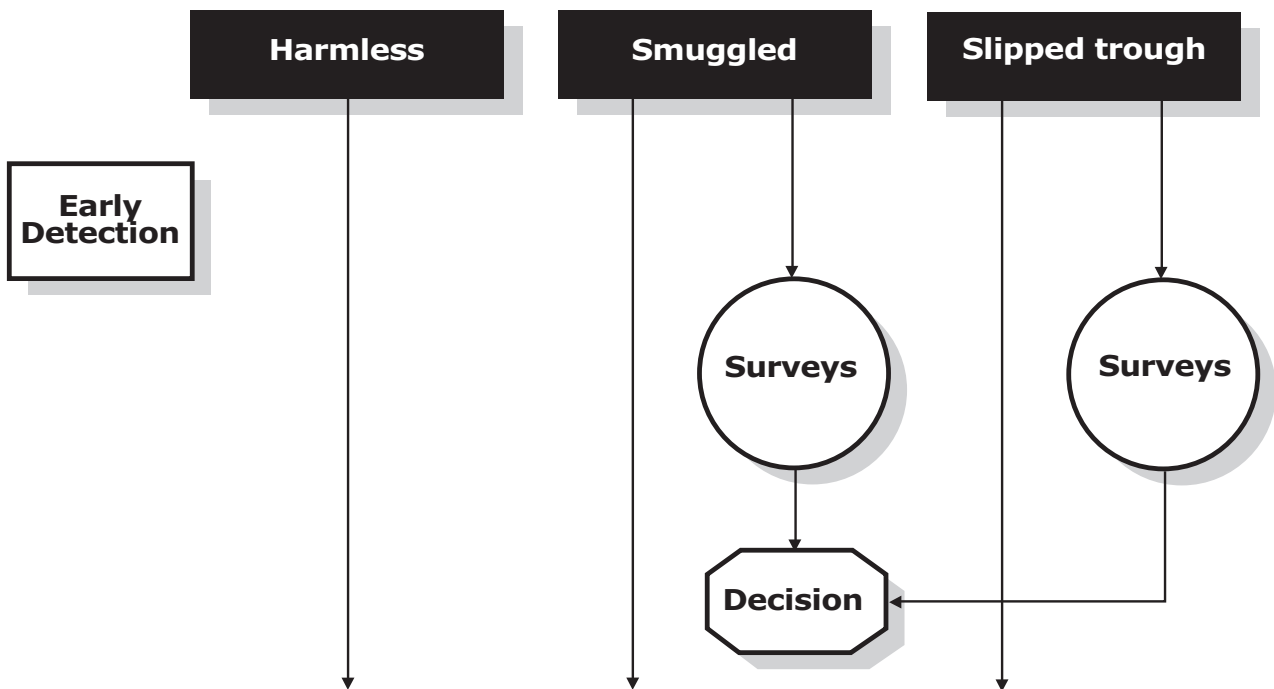 Harmless
Smuggled
Slipped trough
Early
Detection
Surveys
Surveys
Decision